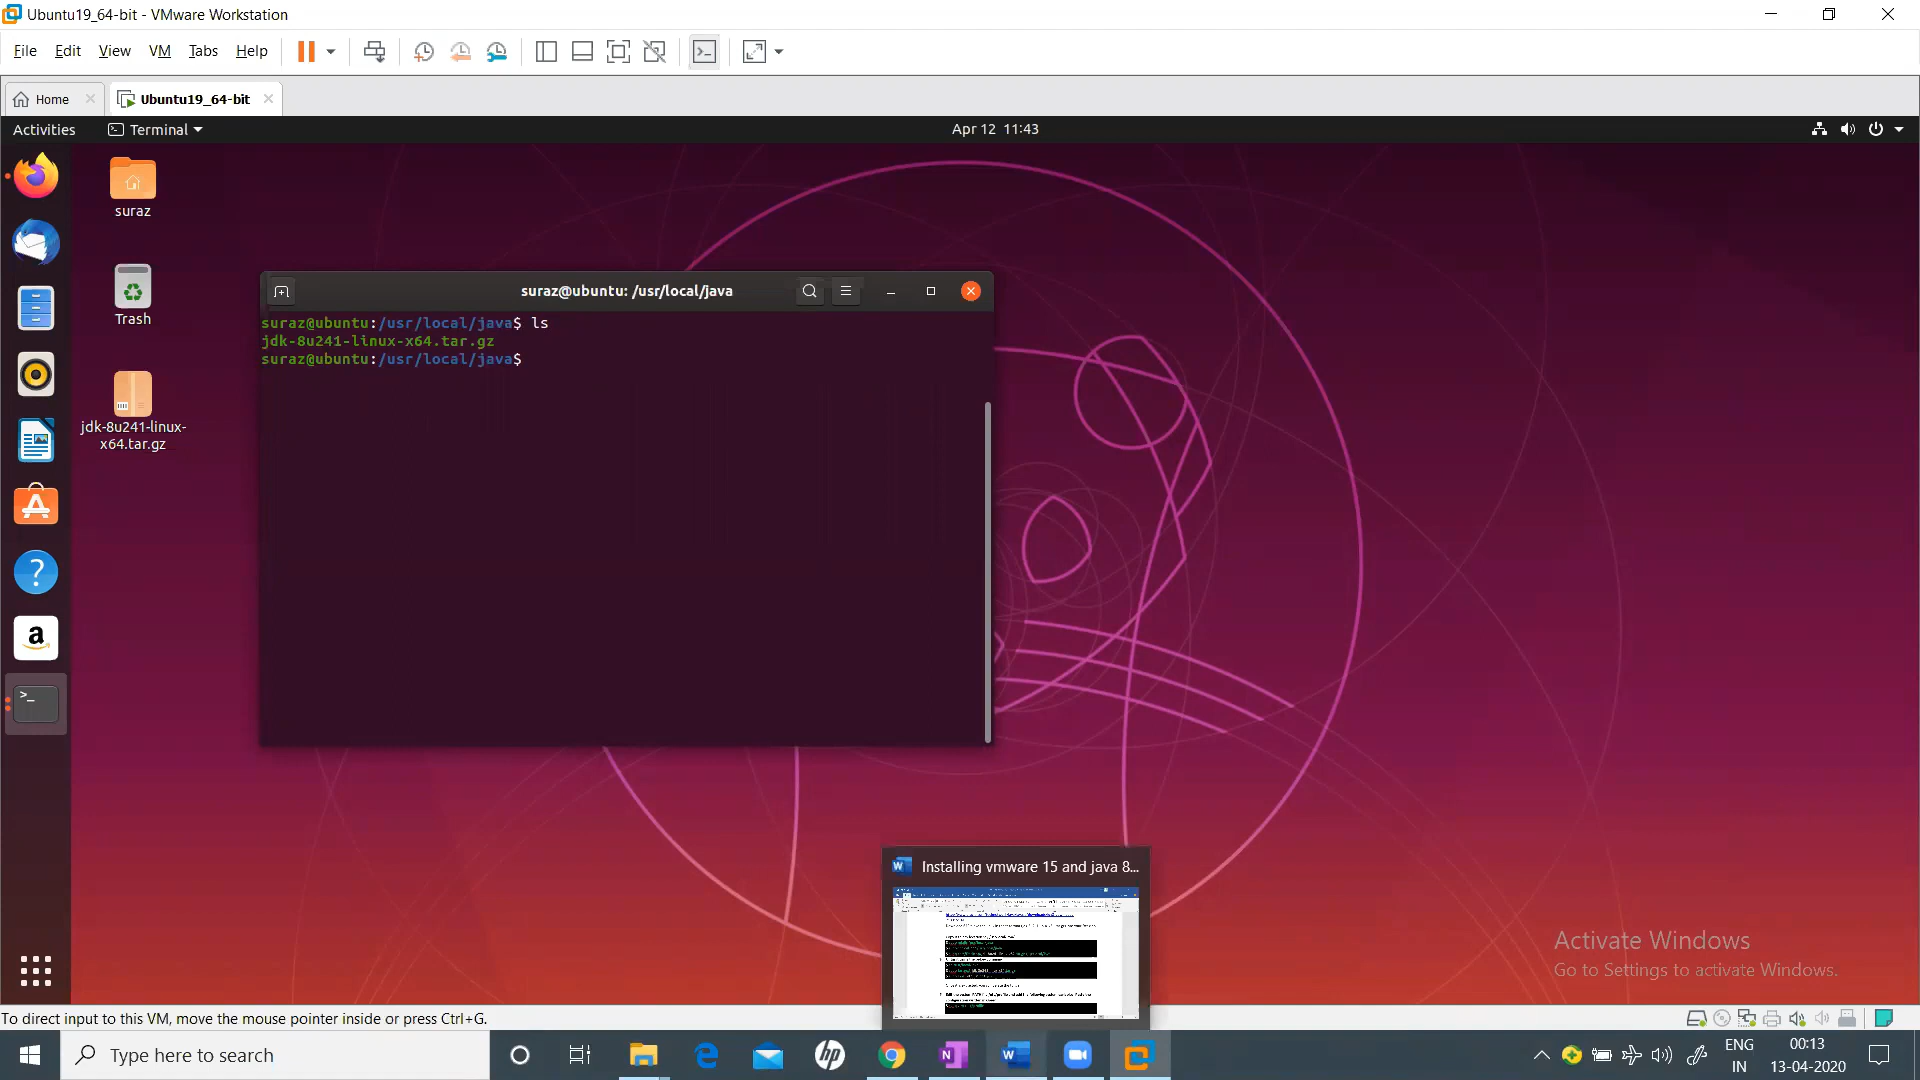 Ubuntu19_64-bit - VMware Workstation
File Edit View VM Tabs Help
Home Ubuntu19_64-bit
Activities Terminal Apr 12 11:43
suraz
Trash
jdk-8u241-linux-
x64.tar.gz
suraz@ubuntu: /usr/local/java
suraz@ubuntu:/usr/local/java$ ls
jdk-8u241-linux-x64.tar.gz
suraz@ubuntu:/usr/local/java$
Installing vmware 15 and java 8...
Activate Windows
Go to Settings to activate Windows.
To direct input to this VM, move the mouse pointer inside or press Ctrl+G.
Type here to search
ENG
IN
00:13
13-04-2020